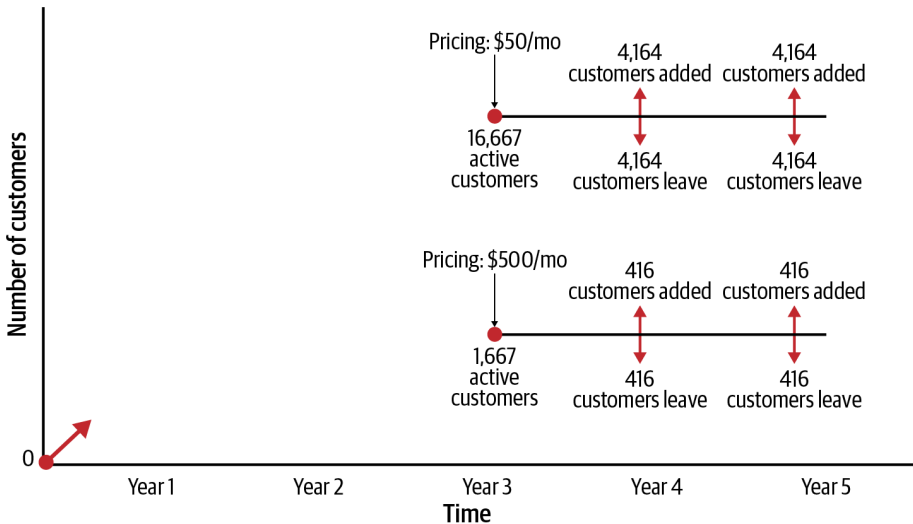 Number of customers
Pricing: $50/mo
4,164
customers added
4,164
customers added
16,667
active
customers
4,164
customers leave
4,164
customers leave
Pricing: $500/mo
416
customers added
416
customers added
1,667
active
customers
416
customers leave
416
customers leave
0
Year 1
Year 2
Year 3
Year 4
Year 5
Time